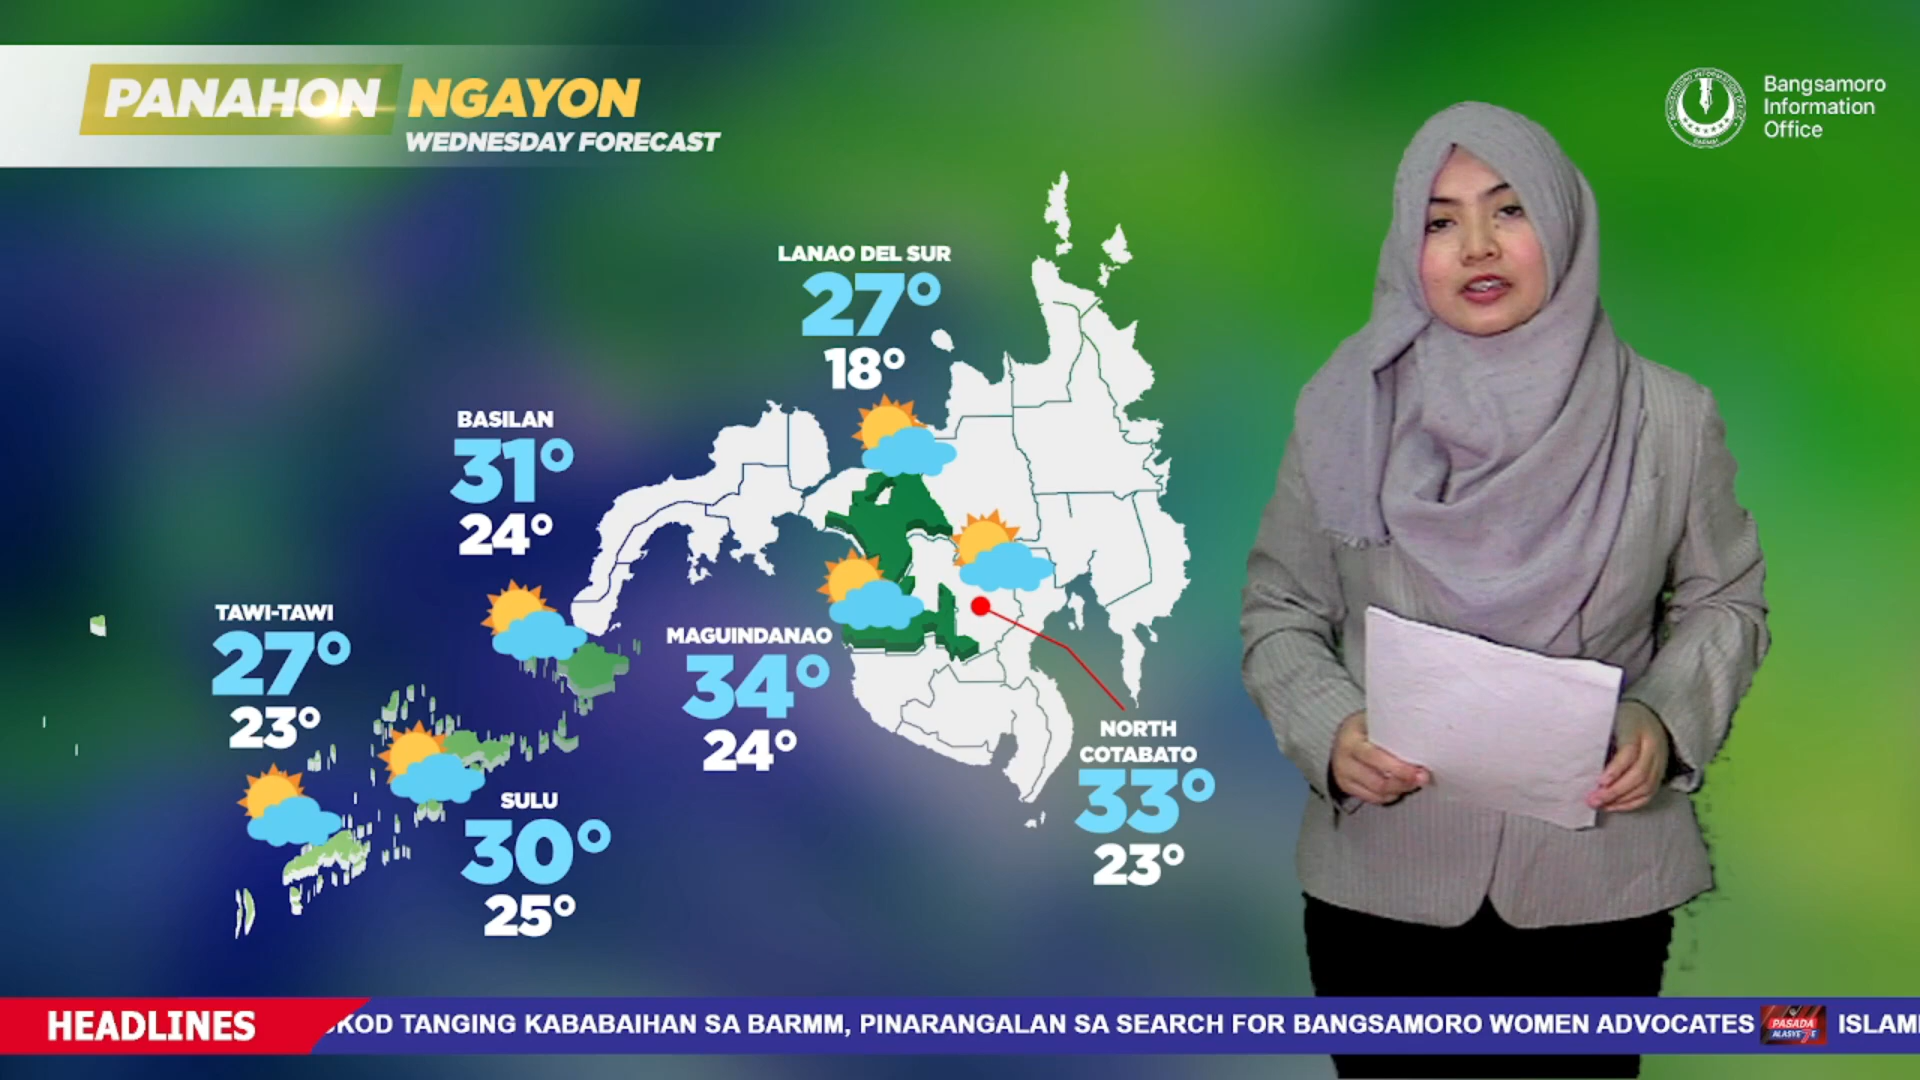 PANAHON NGAYON
WEDNESDAY FORECAST
Bangsamoro
Information
Office
LANAO DEL SUR
27°
18°
BASILAN
31°
24°
TAWI-TAWI
27°
23°
MAGUINDANAO
34°
24°
SULU
30°
25°
NORTH
COTABATO
33°
23°
HEADLINES
TANGING KABABAIHAN SA BARMM, PINARANGALAN SA SEARCH FOR BANGSAMORO WOMEN ADVOCATES
PASADA